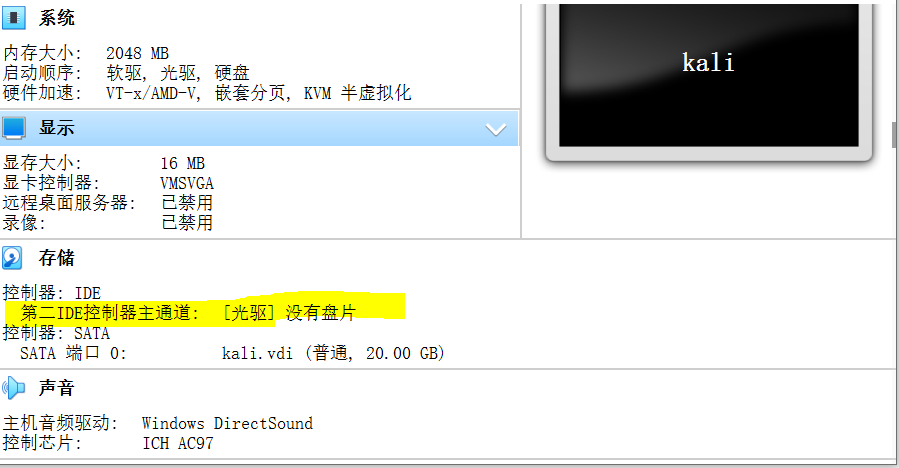 系统
内存大小: 2048 MB
启动顺序: 软驱, 光驱, 硬盘
硬件加速: VT-x/AMD-V, 嵌套分页, KVM 半虚拟化
kali
显示
显存大小: 16 MB
显卡控制器: VMSVGA
远程桌面服务器: 已禁用
录像: 已禁用
存储
控制器: IDE
第二IDE控制器主通道: [光驱] 没有盘片
控制器: SATA
SATA 端口 0: kali.vdi (普通, 20.00 GB)
声音
主机音频驱动: Windows DirectSound
控制芯片: ICH AC97